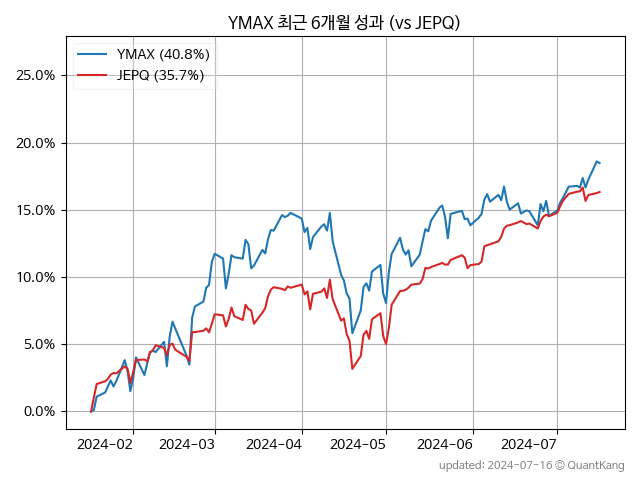 YMAX 최근 6개월 성과 (vs JEPQ)
YMAX (40.8%)
JEPQ (35.7%)
25.0%
20.0%
15.0%
10.0%
5.0%
0.0%
2024-02 2024-03 2024-04 2024-05 2024-06 2024-07
updated: 2024-07-16 © QuantKang